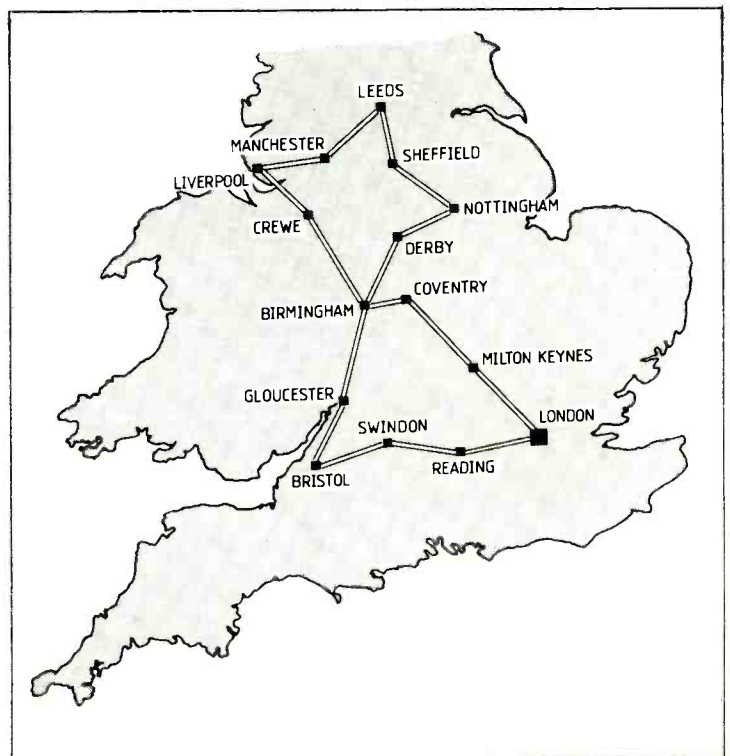 LEEDS
MANCHESTER
SHEFFIELD
LIVERPOOL
NOTTINGHAM
CREWE
DERBY
COVENTRY
BIRMINGHAM
MILTON KEYNES
GLOUCESTER
LONDON
SWINDON
READING
BRISTOL